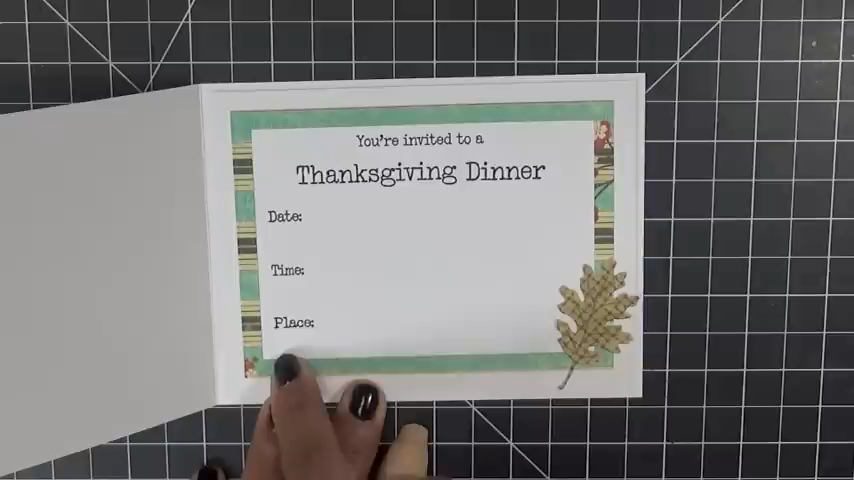 You're invited to a
Thanksgiving Dinner
Date:
Time:
Place: